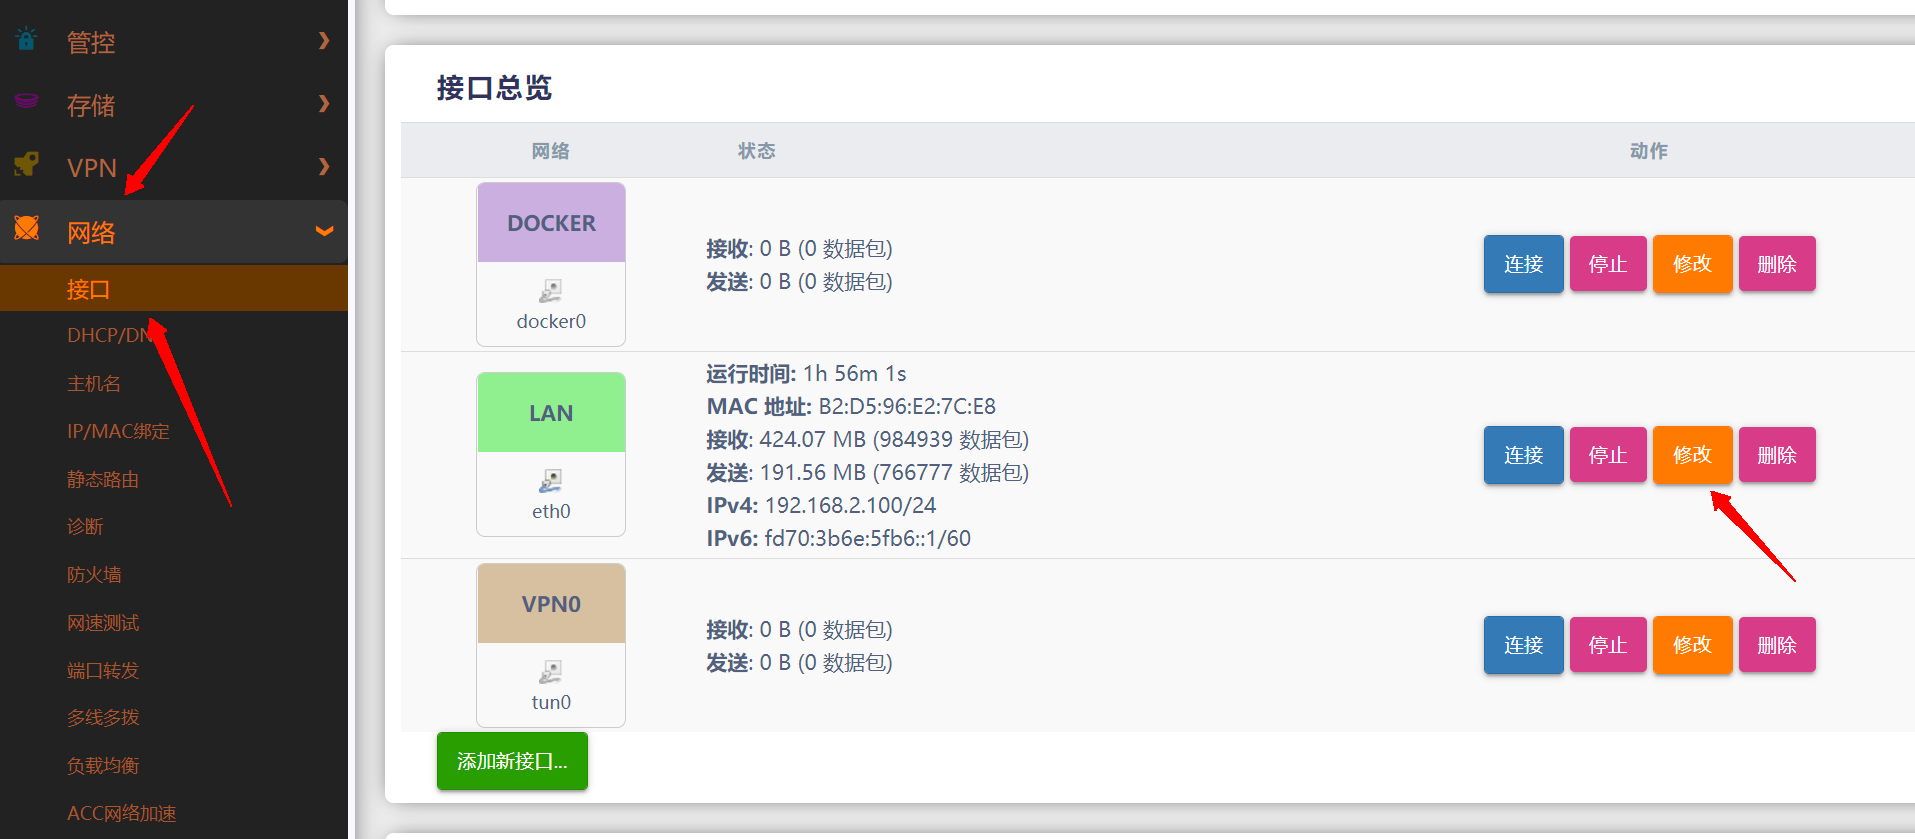 管控
存储
VPN
网络
接口
DHCP/DN
主机名
IP/MAC绑定
静态路由
诊断
防火墙
网速测试
端口转发
多线多拨
负载均衡
ACC网络加速
接口总览
网络 状态 动作
DOCKER
docker0
接收: 0 B (0 数据包)
发送: 0 B (0 数据包)
连接 停止 修改 删除
LAN
eth0
运行时间: 1h 56m 1s
MAC 地址: B2:D5:96:E2:7C:E8
接收: 424.07 MB (984939 数据包)
发送: 191.56 MB (766777 数据包)
IPv4: 192.168.2.100/24
IPv6: fd70:3b6e:5fb6::1/60
连接 停止 修改 删除
VPN0
tun0
接收: 0 B (0 数据包)
发送: 0 B (0 数据包)
连接 停止 修改 删除
添加新接口...